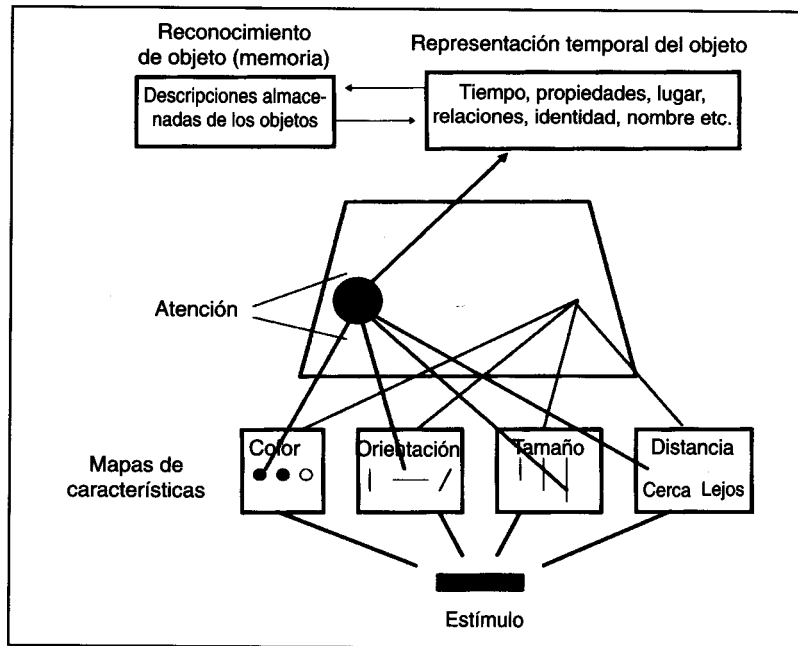 Reconocimiento
de objeto (memoria)
Representación temporal del objeto
Descripciones almace-
nadas de los objetos
Tiempo, propiedades, lugar,
relaciones, identidad, nombre etc.
Atención
Mapas de
características
Color
Orientación
Tamaño
Distancia
Cerca Lejos
Estímulo